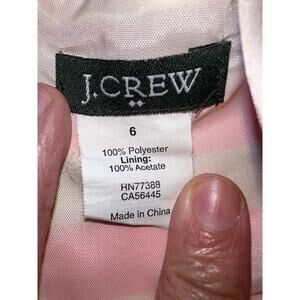 J.CREW
6
100% Polyester
Lining:
100% Acetate
HN77388
CA56445
Made in China